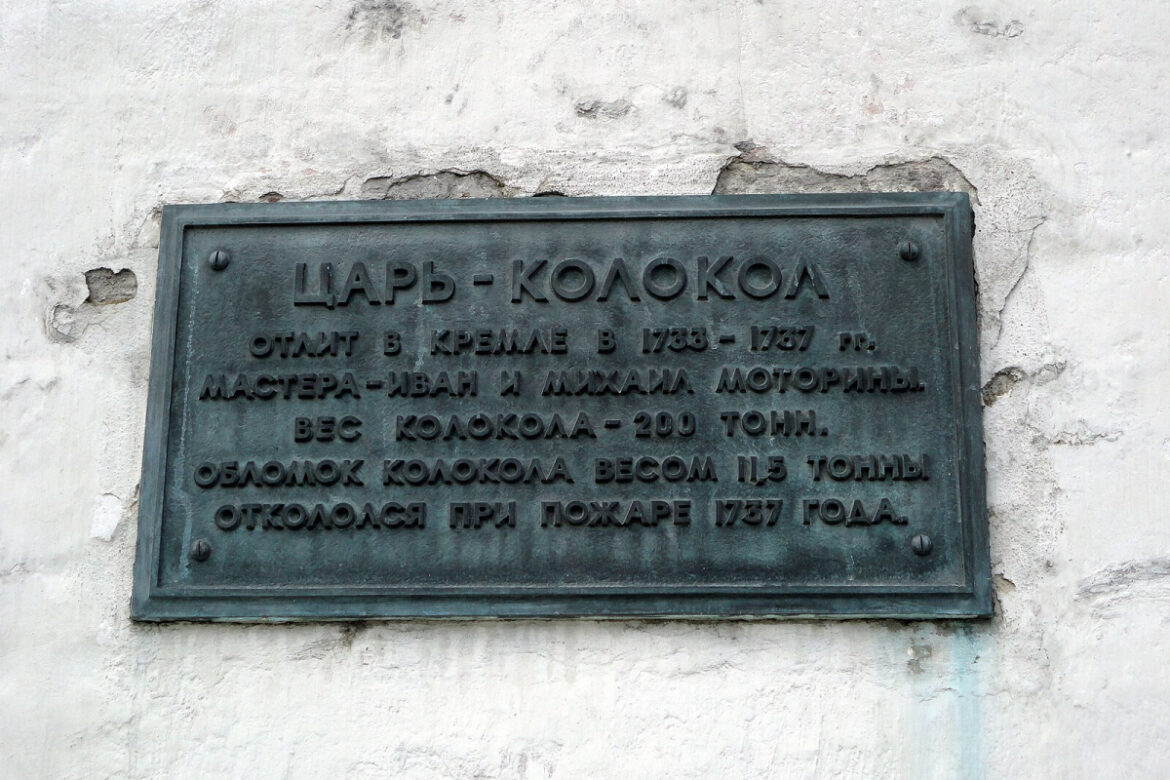 ЦАРЬ-КОЛОКОЛ
ОТЛИТ В КРЕМЛЕ В 1733-1737 гг.
МАСТЕРА-ИВАН И МИХАИЛ МОТОРИНЫ.
ВЕС КОЛОКОЛА-200 ТОНН.
ОБЛОМОК КОЛОКОЛА ВЕСОМ 11,5 ТОННЫ
ОТКОЛОЛСЯ ПРИ ПОЖАРЕ 1737 ГОДА.